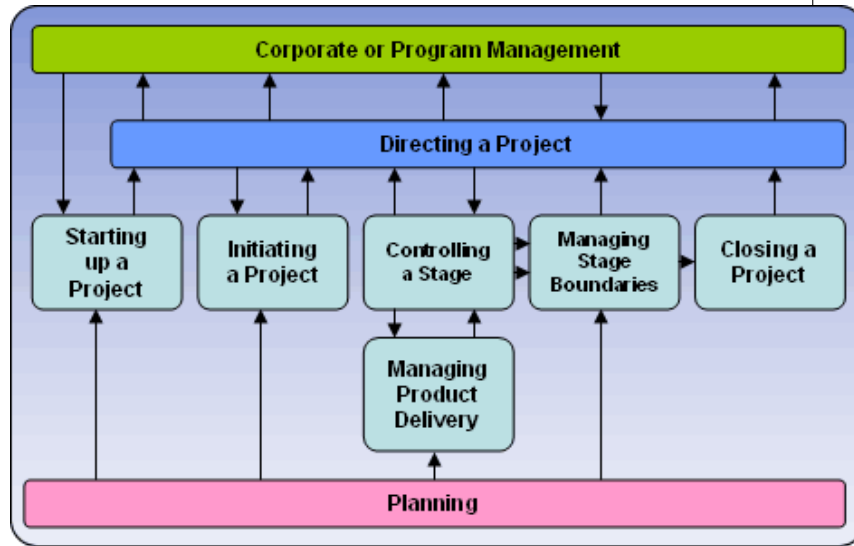 Corporate or Program Management
Directing a Project
Starting
up a
Project
Initiating
a Project
Controlling
a Stage
Managing
Stage
Boundaries
Closing a
Project
Managing
Product
Delivery
Planning